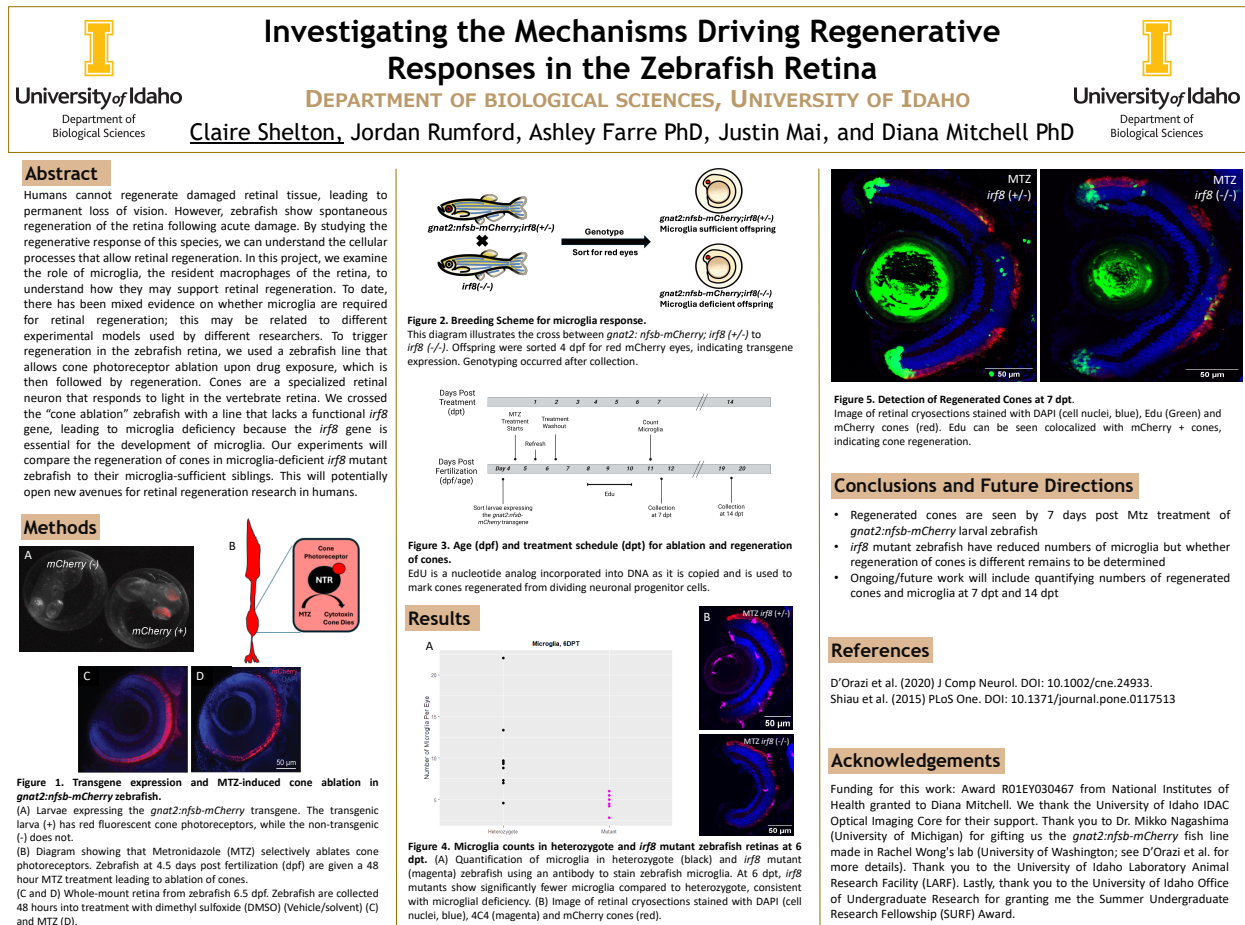 Investigating the Mechanisms Driving Regenerative
Responses in the Zebrafish Retina
DEPARTMENT OF BIOLOGICAL SCIENCES, UNIVERSITY OF IDAHO
Claire Shelton, Jordan Rumford, Ashley Farre PhD, Justin Mai, and Diana Mitchell PhD
I
University of Idaho
Department of
Biological Sciences
I
University of Idaho
Department of
Biological Sciences
Abstract
Humans cannot regenerate damaged retinal tissue, leading to
permanent loss of vision. However, zebrafish show spontaneous
regeneration of the retina following acute damage. By studying the
regenerative response of this species, we can understand the cellular
processes that allow retinal regeneration. In this project, we examine
the role of microglia, the resident macrophages of the retina, to
understand how they may support retinal regeneration. To date,
there has been mixed evidence on whether microglia are required
for retinal regeneration; this may be related to different
experimental models used by different researchers. To trigger
regeneration in the zebrafish retina, we used a zebrafish line that
allows cone photoreceptor ablation upon drug exposure, which is
then followed by regeneration. Cones are a specialized retinal
neuron that responds to light in the vertebrate retina. We crossed
the “cone ablation” zebrafish with a line that lacks a functional irf8
gene, leading to microglia deficiency because the irf8 gene is
essential for the development of microglia. Our experiments will
compare the regeneration of cones in microglia-deficient irf8 mutant
zebrafish to their microglia-sufficient siblings. This will potentially
open new avenues for retinal regeneration research in humans.
Methods
A
mCherry (-)
mCherry (+)
B
Cone
Photoreceptor
NTR
MTZ
Cytotoxin
Cone Dies
C
D
mCherry
DAPI
50 µm
Figure 1. Transgene expression and MTZ-induced cone ablation in
gnat2:nfsb-mCherry zebrafish.
(A) Larvae expressing the gnat2:nfsb-mCherry transgene. The transgenic
larva (+) has red fluorescent cone photoreceptors, while the non-transgenic
(-) does not.
(B) Diagram showing that Metronidazole (MTZ) selectively ablates cone
photoreceptors. Zebrafish at 4.5 days post fertilization (dpf) are given a 48
hour MTZ treatment leading to ablation of cones.
(C and D) Whole-mount retina from zebrafish 6.5 dpf. Zebrafish are collected
48 hours into treatment with dimethyl sulfoxide (DMSO) (Vehicle/solvent) (C)
and MTZ (D).
gnat2:nfsb-mCherry;irf8(+/-)
irf8(-/-)
Genotype
Sort for red eyes
gnat2:nfsb-mCherry;irf8(+/-)
Microglia sufficient offspring
gnat2:nfsb-mCherry;irf8(-/-)
Microglia deficient offspring
Figure 2. Breeding Scheme for microglia response.
This diagram illustrates the cross between gnat2: nfsb-mCherry; irf8 (+/-) to
irf8 (-/-). Offspring were sorted 4 dpf for red mCherry eyes, indicating transgene
expression. Genotyping occurred after collection.
Days Post
Treatment
(dpt)
1 2 3 4 5 6 7 14
MTZ
Treatment
Starts
Refresh
Treatment
Washout
Count
Microglia
Days Post
Fertilization
(dpf/age)
Day 4 5 6 7 8 9 10 11 12 19 20
Edu
Sort larvae expressing
the gnat2:nfsb-
mCherry transgene
Collection
at 7 dpt
Collection
at 14 dpt
Figure 3. Age (dpf) and treatment schedule (dpt) for ablation and regeneration
of cones.
EdU is a nucleotide analog incorporated into DNA as it is copied and is used to
mark cones regenerated from dividing neuronal progenitor cells.
Results
A
Microglia, 6DPT
Number of Microglia Per Eye
20
15
10
5
Heterozygote
Mutant
B
MTZ irf8 (+/-)
50 µm
MTZ irf8 (-/-)
50 µm
Figure 4. Microglia counts in heterozygote and irf8 mutant zebrafish retinas at 6
dpt. (A) Quantification of microglia in heterozygote (black) and irf8 mutant
(magenta) zebrafish using an antibody to stain zebrafish microglia. At 6 dpt, irf8
mutants show significantly fewer microglia compared to heterozygote, consistent
with microglial deficiency. (B) Image of retinal cryosections stained with DAPI (cell
nuclei, blue), 4C4 (magenta) and mCherry cones (red).
MTZ
irf8 (+/-)
50 µm
MTZ
irf8 (-/-)
50 µm
Figure 5. Detection of Regenerated Cones at 7 dpt.
Image of retinal cryosections stained with DAPI (cell nuclei, blue), Edu (Green) and
mCherry cones (red). Edu can be seen colocalized with mCherry + cones,
indicating cone regeneration.
Conclusions and Future Directions
• Regenerated cones are seen by 7 days post Mtz treatment of
gnat2:nfsb-mCherry larval zebrafish
• irf8 mutant zebrafish have reduced numbers of microglia but whether
regeneration of cones is different remains to be determined
• Ongoing/future work will include quantifying numbers of regenerated
cones and microglia at 7 dpt and 14 dpt
References
D’Orazi et al. (2020) J Comp Neurol. DOI: 10.1002/cne.24933.
Shiau et al. (2015) PLoS One. DOI: 10.1371/journal.pone.0117513
Acknowledgements
Funding for this work: Award R01EY030467 from National Institutes of
Health granted to Diana Mitchell. We thank the University of Idaho IDAC
Optical Imaging Core for their support. Thank you to Dr. Mikko Nagashima
(University of Michigan) for gifting us the gnat2:nfsb-mCherry fish line
made in Rachel Wong's lab (University of Washington; see D’Orazi et al. for
more details). Thank you to the University of Idaho Laboratory Animal
Research Facility (LARF). Lastly, thank you to the University of Idaho Office
of Undergraduate Research for granting me the Summer Undergraduate
Research Fellowship (SURF) Award.